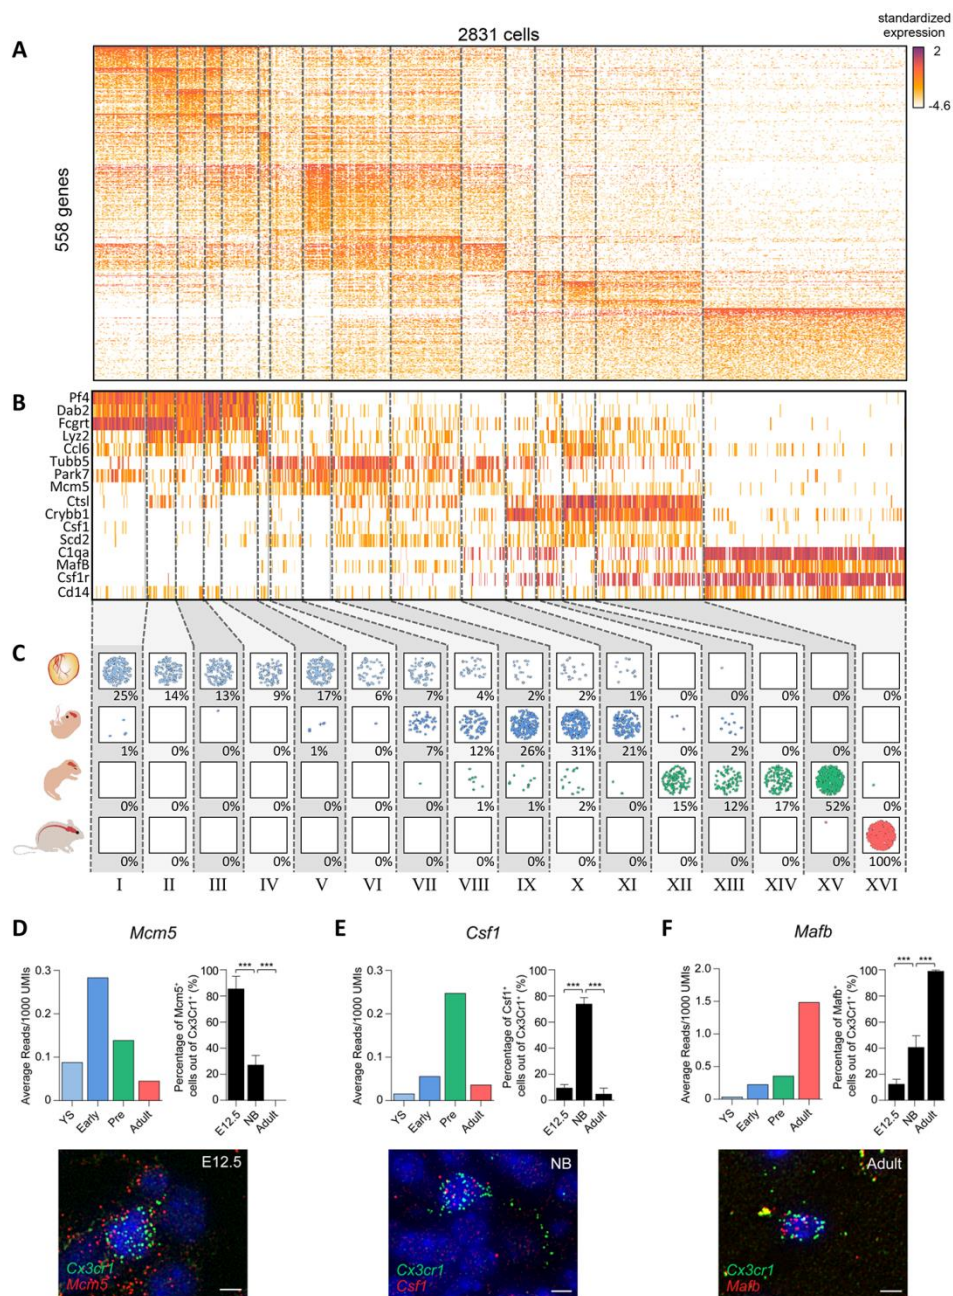 2831 cells
standardized
expression
A
2
-4.6
558 genes
B
Pf4
Dab2
Fcgrt
Lyz2
Ccl6
Tubb5
Park7
Mcm5
Ctsl
Crybb1
Csf1
Scd2
C1qa
MafB
Csf1r
Cd14
C
25% 14% 13% 9% 17% 6% 7% 4% 2% 2% 1% 0% 0% 0% 0% 0%
1% 0% 0% 0% 1% 0% 7% 12% 26% 31% 21% 0% 2% 0% 0% 0%
0% 0% 0% 0% 0% 0% 0% 1% 1% 2% 0% 15% 12% 17% 52% 0%
0% 0% 0% 0% 0% 0% 0% 0% 0% 0% 0% 0% 0% 0% 0% 100%
I II III IV V VI VII VIII IX X XI XII XIII XIV XV XVI
D Mcm5
Average Reads/1000 UMIs
0.3
0.2
0.1
0
YS Early Pre Adult
Percentage of Mcm5+
cells out of Cx3Cr1+ (%)
100
80
60
40
20
0
*** ***
E12.5 NB Adult
E12.5
Cx3cr1
Mcm5
E Csf1
Average Reads/1000 UMIs
0.3
0.2
0.1
0
YS Early Pre Adult
Percentage of Csf1+
cells out of Cx3Cr1+ (%)
100
80
60
40
20
0
*** ***
E12.5 NB Adult
NB
Cx3cr1
Csf1
F Mafb
Average Reads/1000 UMIs
2.0
1.5
1.0
0.5
0
YS Early Pre Adult
Percentage of Mafb+
cells out of Cx3Cr1+ (%)
100
80
60
40
20
0
*** ***
E12.5 NB Adult
Adult
Cx3cr1
Mafb